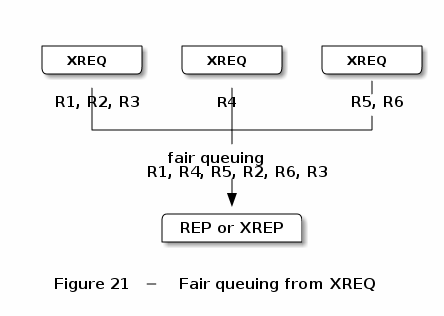 XREQ XREQ XREQ
R1, R2, R3 R4 R5, R6
fair queuing
R1, R4, R5, R2, R6, R3
REP or XREP
Figure 21 – Fair queuing from XREQ